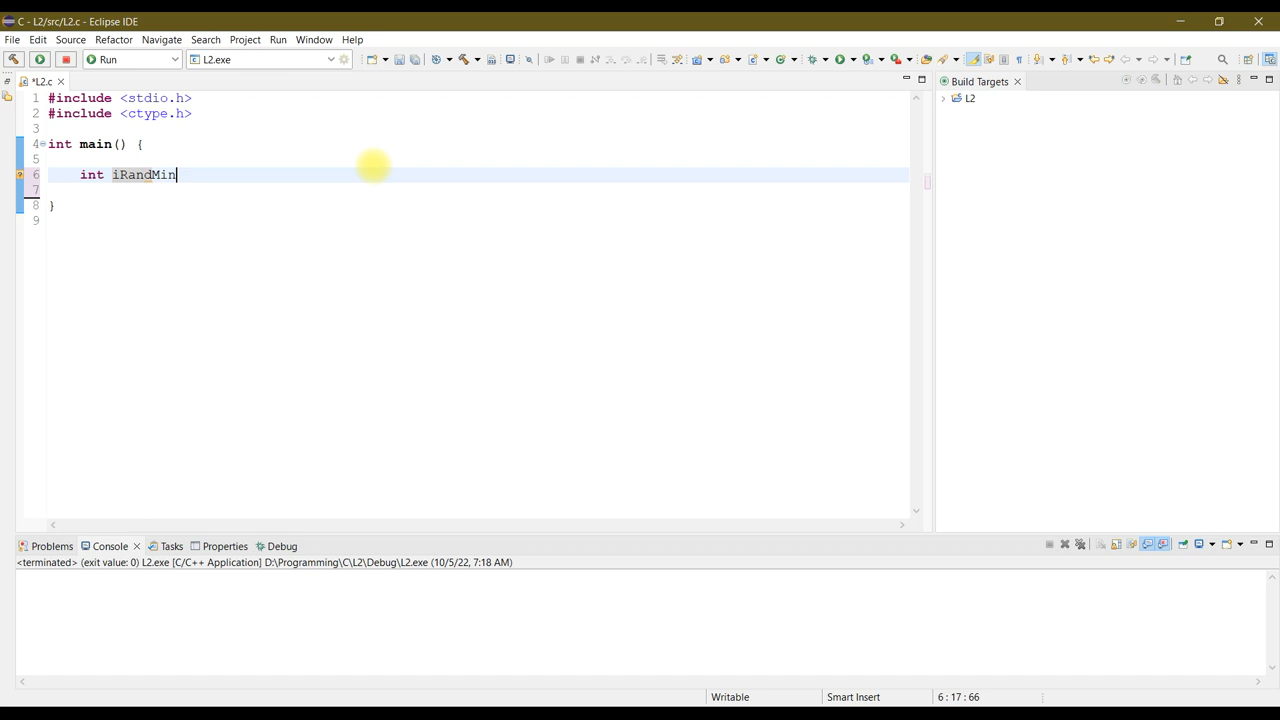 C - L2/src/L2.c - Eclipse IDE
File Edit Source Refactor Navigate Search Project Run Window Help
Run L2.exe
*L2.c
Build Targets
1 #include <stdio.h>
L2
2 #include <ctype.h>
3
4 int main() {
5
6 int iRandMin
7
8 }
9
Problems Console Tasks Properties Debug
<terminated> (exit value: 0) L2.exe [C/C++ Application] D:\Programming\C\L2\Debug\L2.exe (10/5/22, 7:18 AM)
Writable Smart Insert 6 : 17 : 66